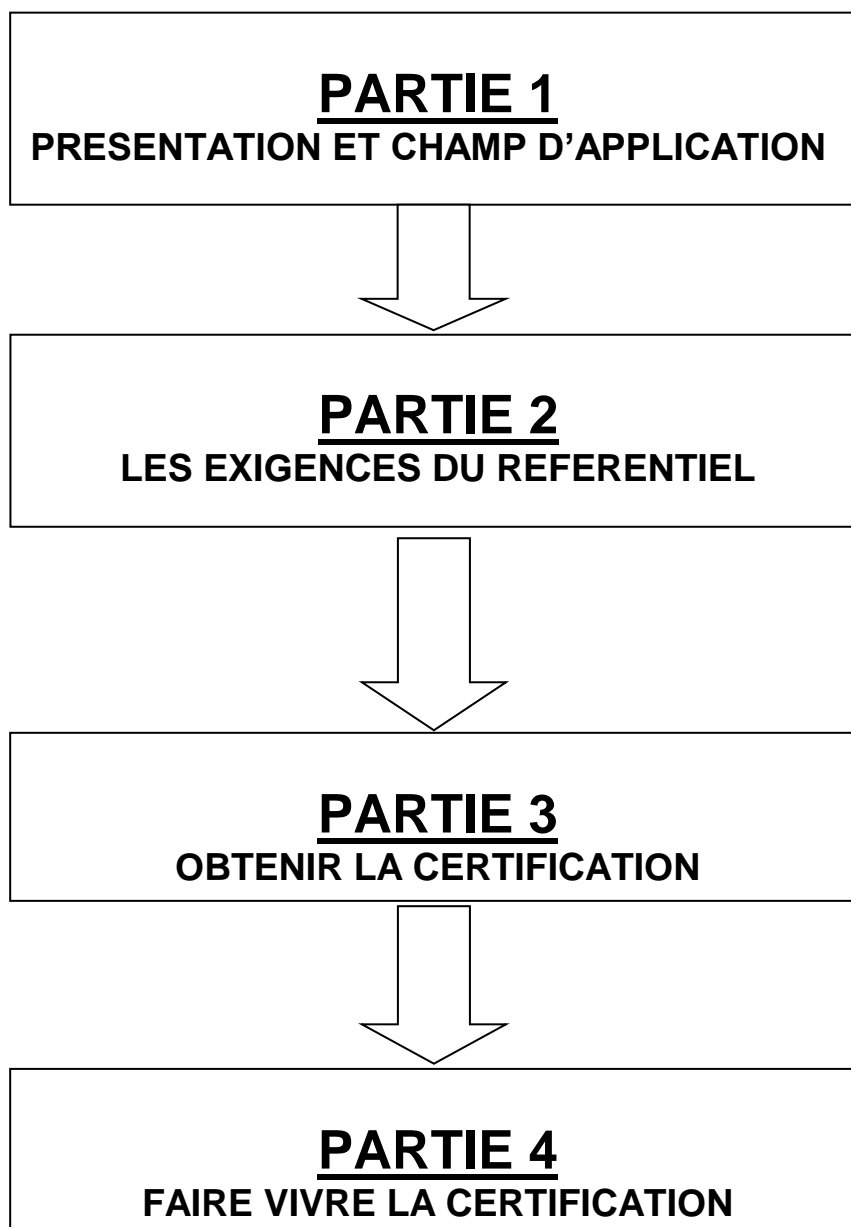 PARTIE 1
PRESENTATION ET CHAMP D’APPLICATION
PARTIE 2
LES EXIGENCES DU REFERENTIEL
PARTIE 3
OBTENIR LA CERTIFICATION
PARTIE 4
FAIRE VIVRE LA CERTIFICATION